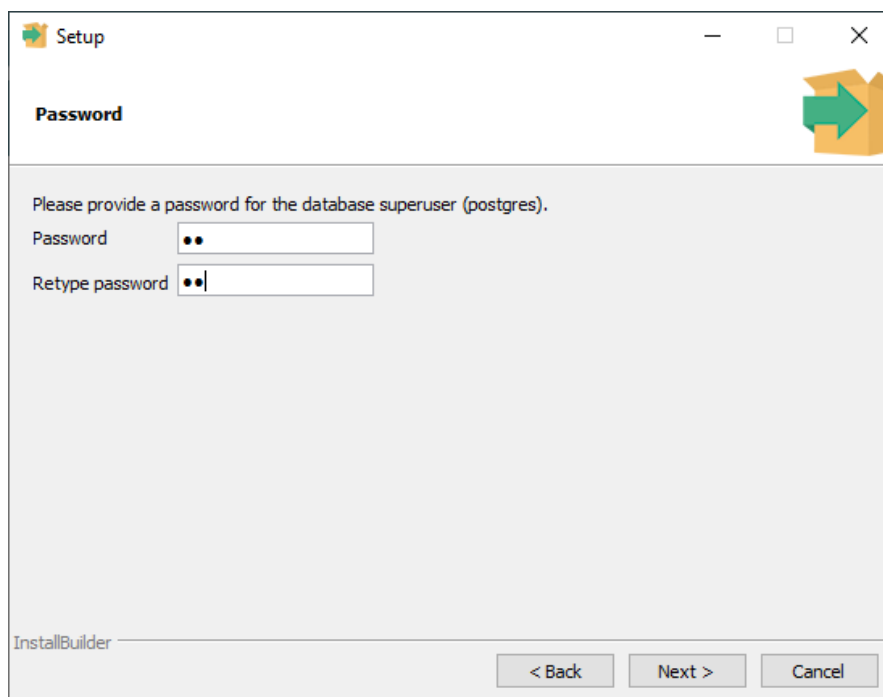 Setup
Password
Please provide a password for the database superuser (postgres).
Password ••
Retype password ••
InstallBuilder
< Back Next > Cancel